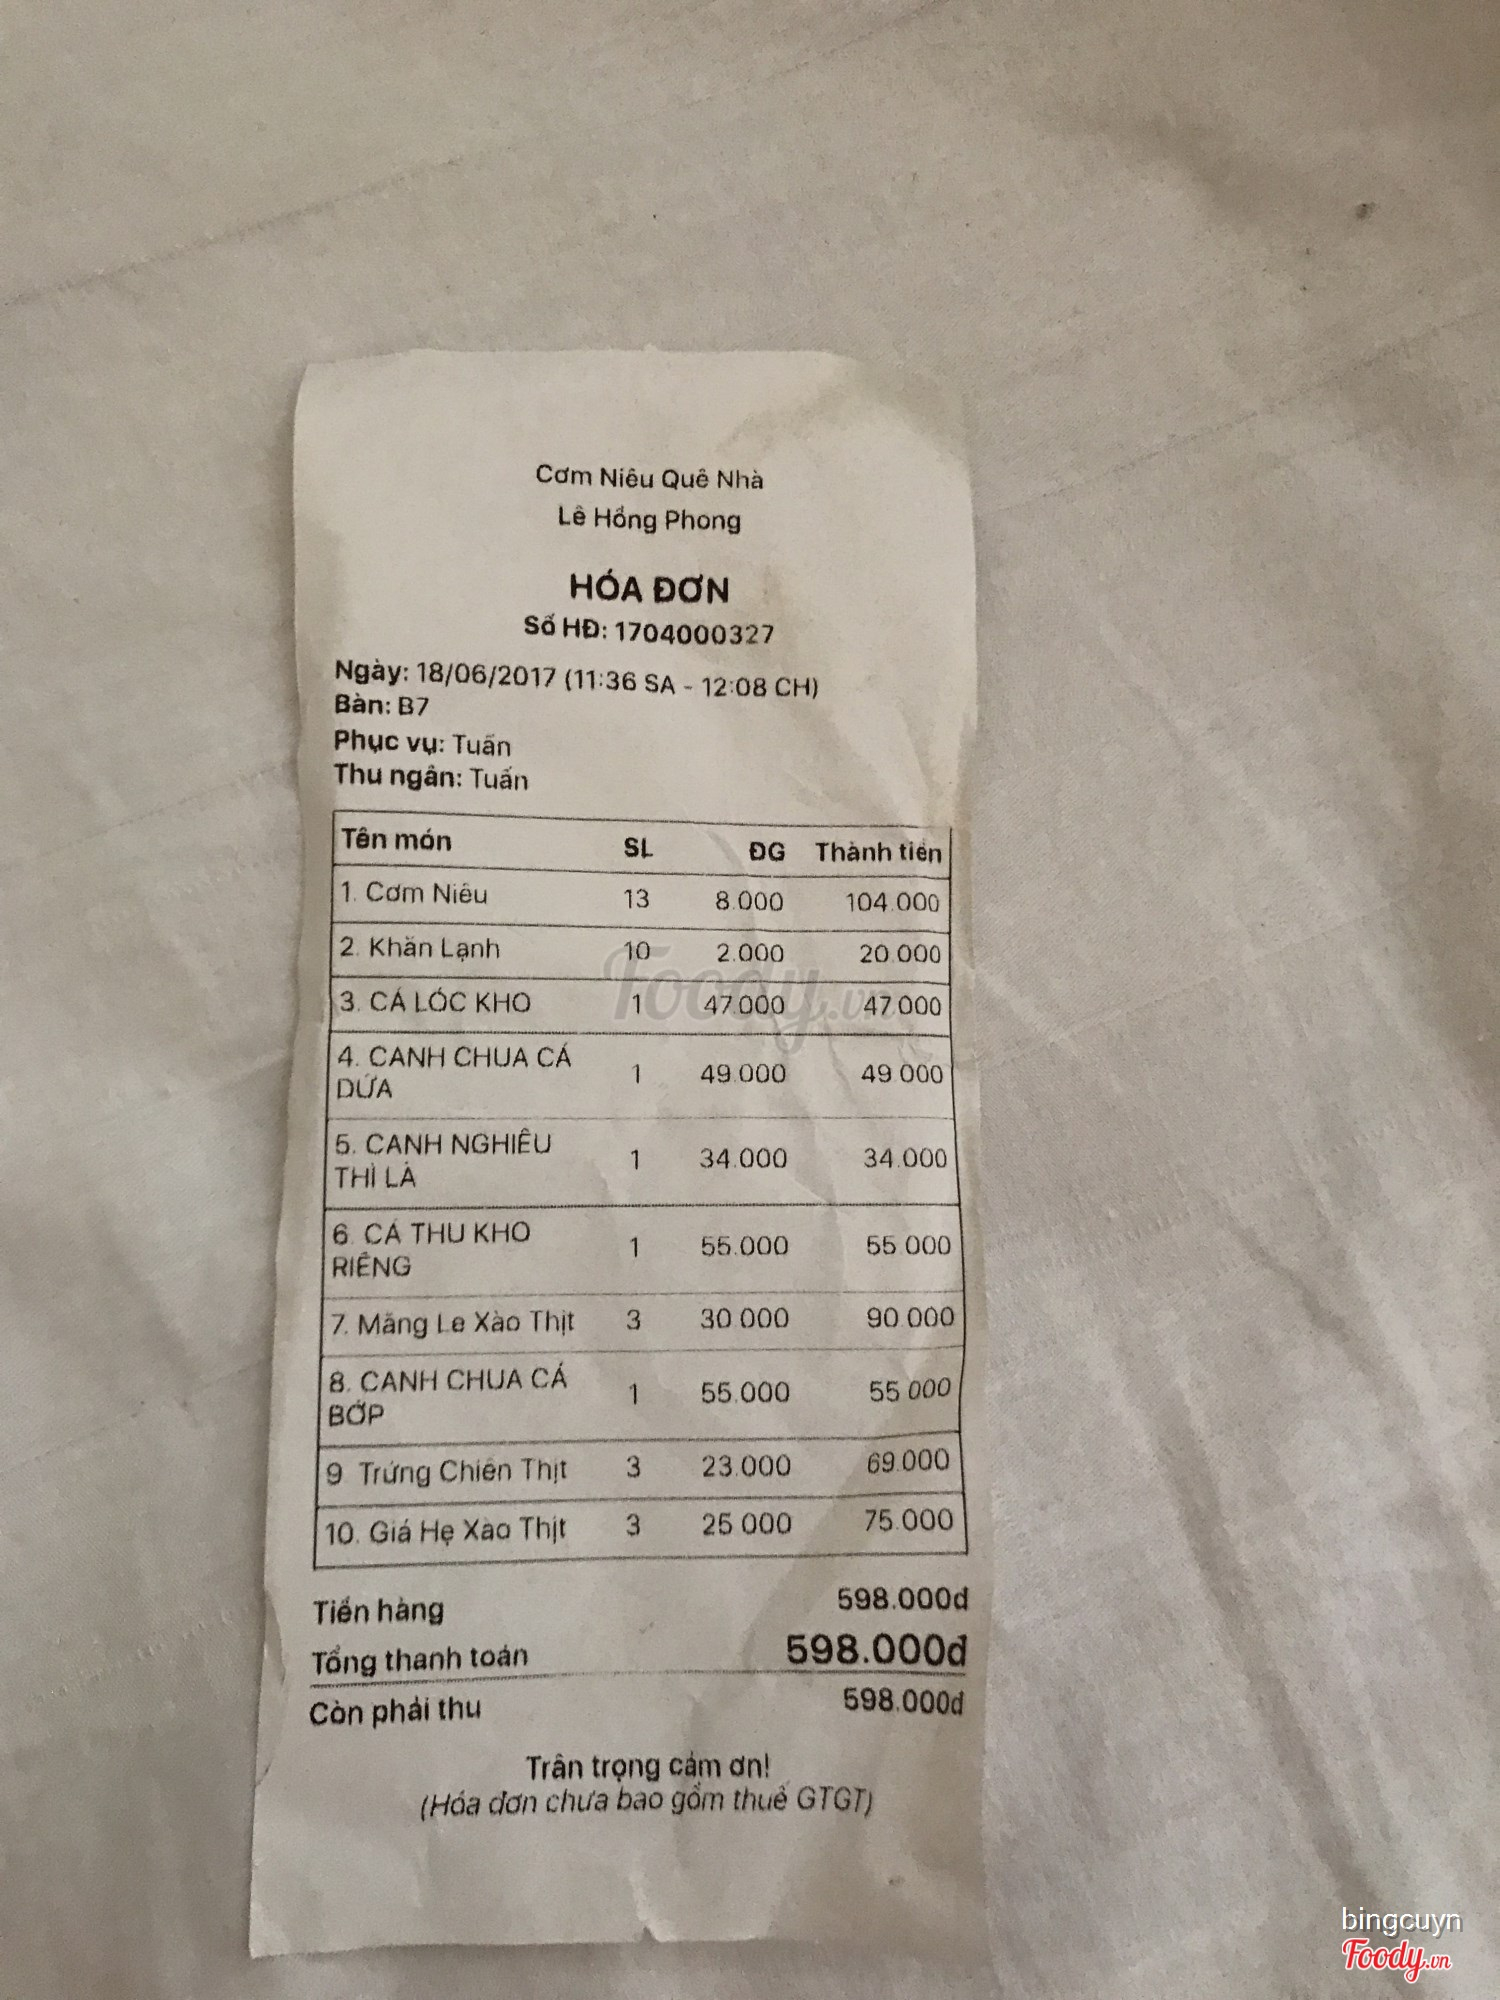 Cơm Niêu Quê Nhà
Lê Hồng Phong
HÓA ĐƠN
Số HĐ: 1704000327
Ngày: 18/06/2017 (11:36 SA - 12:08 CH)
Bàn: B7
Phục vụ: Tuấn
Thu ngân: Tuấn
Tên món SL ĐG Thành tiền
1. Cơm Niêu 13 8.000 104.000
2. Khăn Lạnh 10 2.000 20.000
3. CÁ LÓC KHO 1 47.000 47.000
4. CANH CHUA CÁ 1 49.000 49.000
DỨA
5. CANH NGHIÊU 1 34.000 34.000
THÌ LÀ
6. CÁ THU KHO 1 55.000 55.000
RIÊNG
7. Măng Le Xào Thịt 3 30.000 90.000
8. CANH CHUA CÁ 1 55.000 55.000
BỚP
9. Trứng Chiên Thịt 3 23.000 69.000
10. Giá Hẹ Xào Thịt 3 25.000 75.000
Tiền hàng 598.000đ
Tổng thanh toán 598.000đ
Còn phải thu 598.000đ
Trân trọng cảm ơn!
(Hóa đơn chưa bao gồm thuế GTGT)
Foody.vn
bingcuyn
Foody.vn